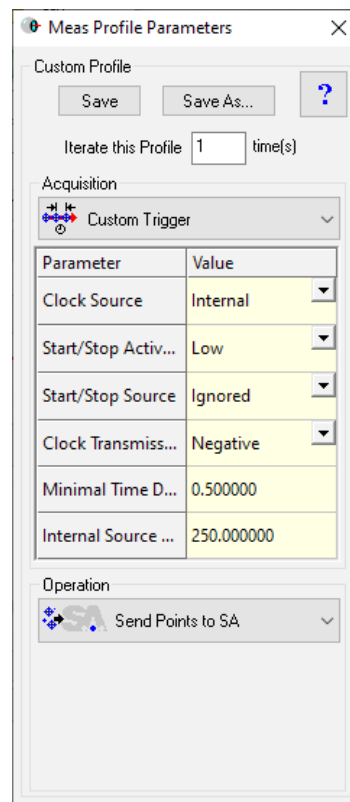 Meas Profile Parameters
Custom Profile
Save Save As... ?
Iterate this Profile 1 time(s)
Acquisition
Custom Trigger
Parameter Value
Clock Source Internal
Start/Stop Activ... Low
Start/Stop Source Ignored
Clock Transmiss... Negative
Minimal Time D... 0.500000
Internal Source ... 250.000000
Operation
SA Send Points to SA